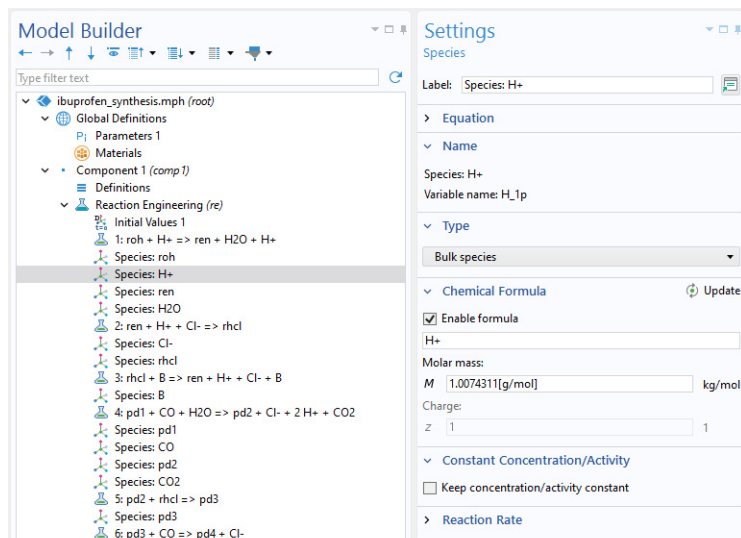 Model Builder
Type filter text
ibuprofen_synthesis.mph (root)
Global Definitions
Pi Parameters 1
Materials
Component 1 (comp1)
Definitions
Reaction Engineering (re)
Initial Values 1
1: roh + H+ => ren + H2O + H+
Species: roh
Species: H+
Species: ren
Species: H2O
2: ren + H+ + Cl- => rhcl
Species: Cl-
Species: rhcl
3: rhcl + B => ren + H+ + Cl- + B
Species: B
4: pd1 + CO + H2O => pd2 + Cl- + 2 H+ + CO2
Species: pd1
Species: CO
Species: pd2
Species: CO2
5: pd2 + rhcl => pd3
Species: pd3
6: pd3 + CO => pd4 + Cl-
Settings
Species
Label: Species: H+
Equation
Name
Species: H+
Variable name: H_1p
Type
Bulk species
Chemical Formula Update
Enable formula
H+
Molar mass:
M 1.0074311[g/mol] kg/mol
Charge:
z 1 1
Constant Concentration/Activity
Keep concentration/activity constant
Reaction Rate